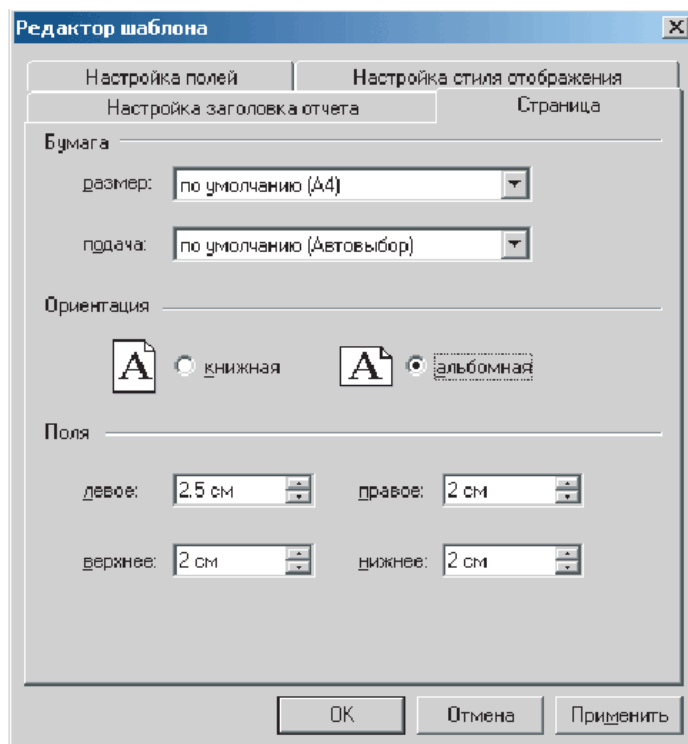 Редактор шаблона
Настройка полей Настройка стиля отображения
Настройка заголовка отчета Страница
Бумага
размер: по умолчанию (A4)
подача: по умолчанию (Автовыбор)
Ориентация
A книжная A альбомная
Поля
левое: 2.5 см правое: 2 см
верхнее: 2 см нижнее: 2 см
OK Отмена Применить